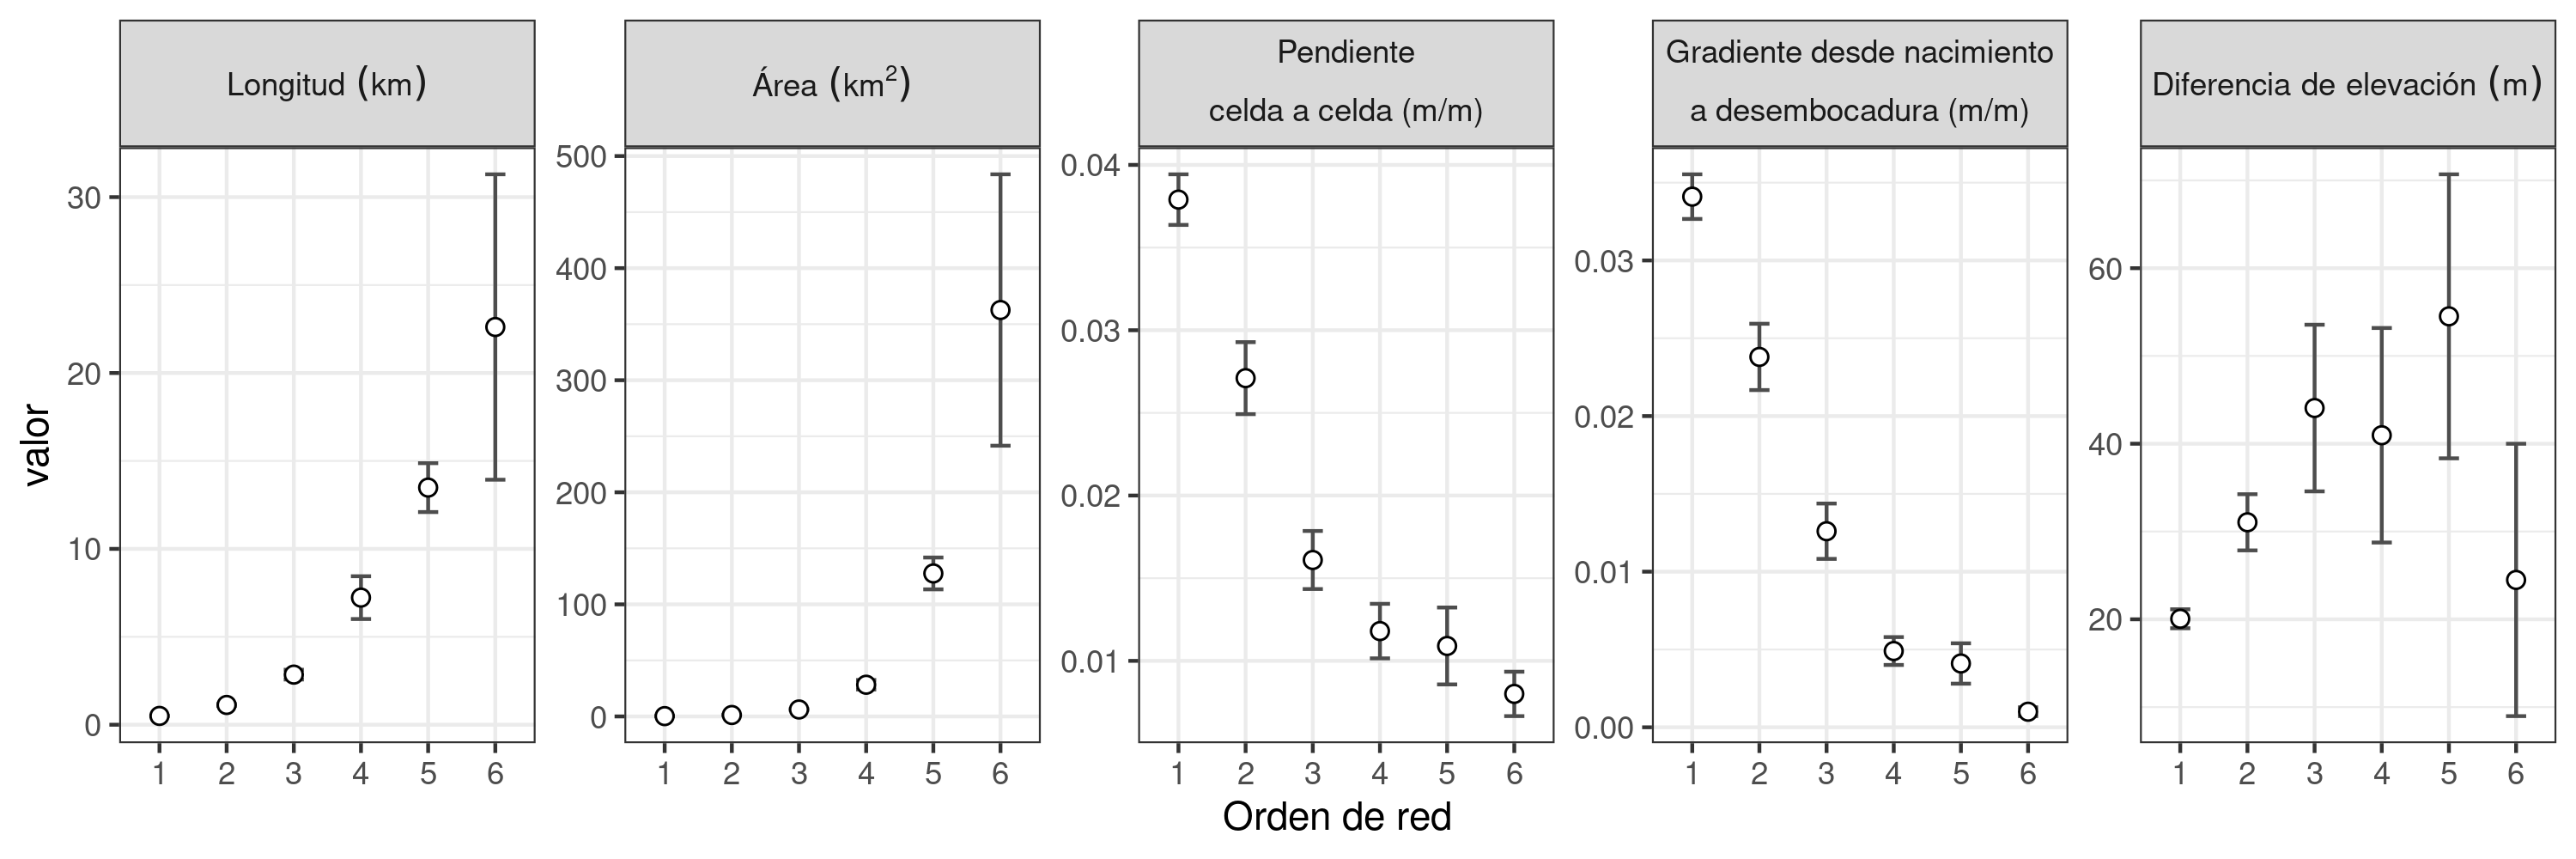 Longitud (km)
Área (km²)
Pendiente
celda a celda (m/m)
Gradiente desde nacimiento
a desembocadura (m/m)
Diferencia de elevación (m)
valor
30
20
10
0
1 2 3 4 5 6
500
400
300
200
100
0
1 2 3 4 5 6
0.04
0.03
0.02
0.01
1 2 3 4 5 6
0.03
0.02
0.01
0.00
1 2 3 4 5 6
60
40
20
1 2 3 4 5 6
Orden de red